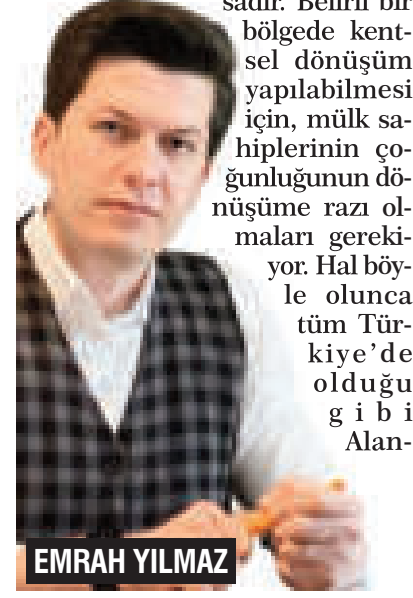 sadır. Belirli bir
bölgede kent-
sel dönüşüm
yapılabilmesi
için, mülk sa-
hiplerinin ço-
ğunluğunun dö-
nüşüme razı ol-
maları gereki-
yor. Hal böy-
le olunca
tüm Tür-
kiye’de
olduğu
gibi
Alan-
EMRAH YILMAZ